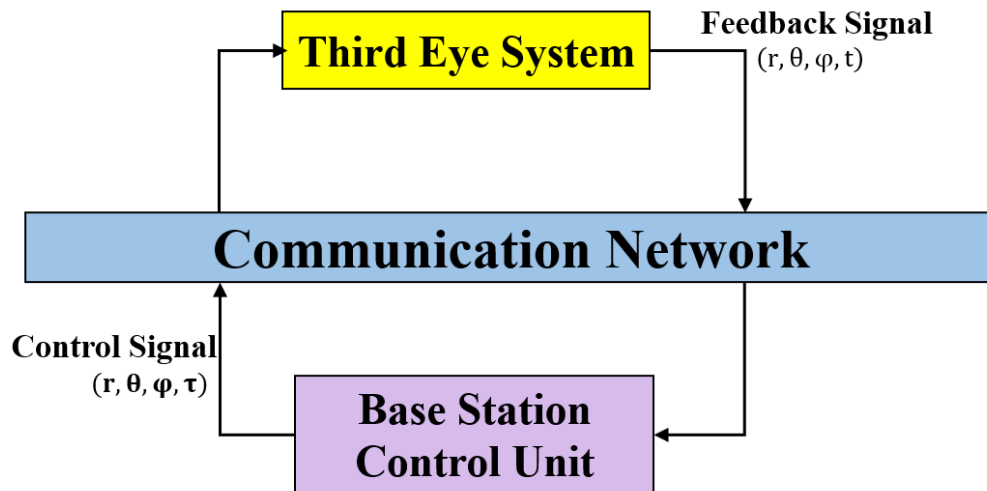 Third Eye System
Feedback Signal
(r, θ, φ, t)
Communication Network
Control Signal
(r, θ, φ, τ)
Base Station
Control Unit